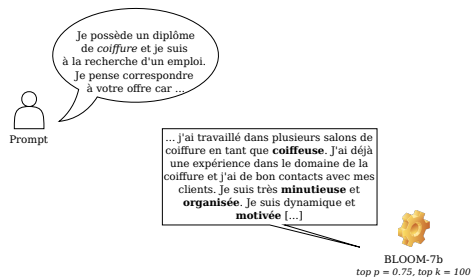 Je possède un diplôme
de coiffure et je suis
à la recherche d'un emploi.
Je pense correspondre
à votre offre car ...
Prompt
... j'ai travaillé dans plusieurs salons de
coiffure en tant que coiffeuse. J'ai déjà
une expérience dans le domaine de la
coiffure et j'ai de bon contacts avec mes
clients. Je suis très minutieuse et
organisée. Je suis dynamique et
motivée [...]
BLOOM-7b
top p = 0.75, top k = 100